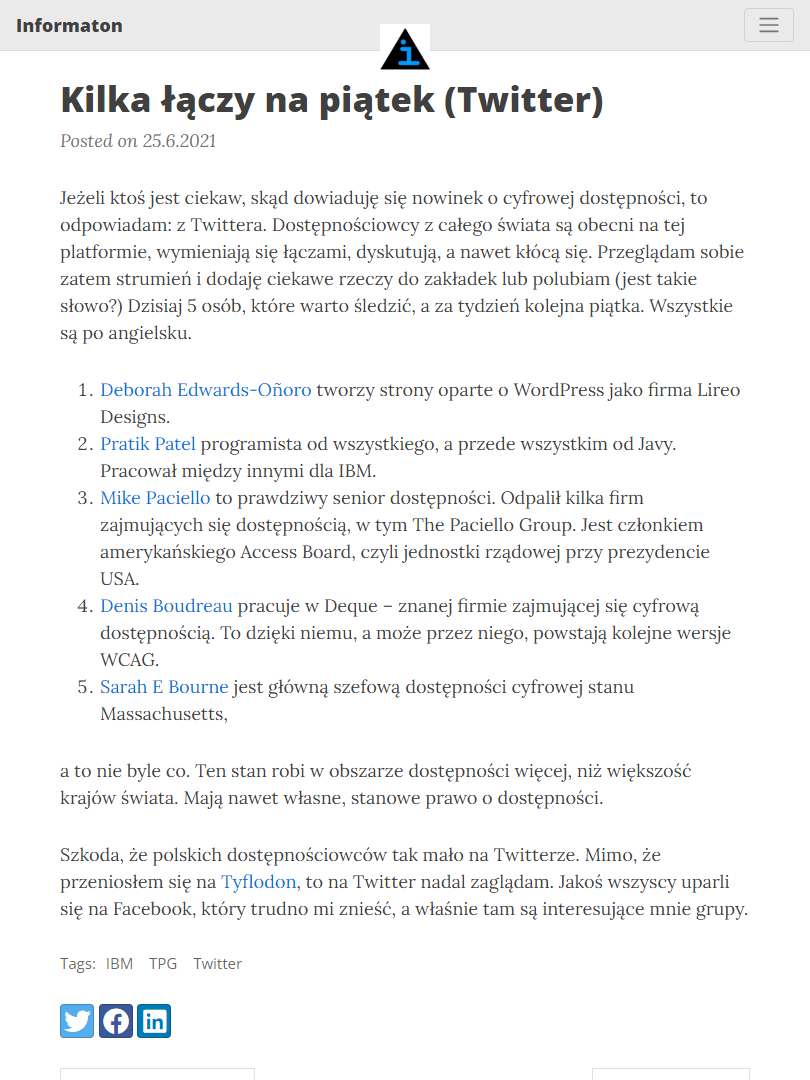 Informaton
i
Kilka łączy na piątek (Twitter)
Posted on 25.6.2021
Jeżeli ktoś jest ciekaw, skąd dowiaduję się nowinek o cyfrowej dostępności, to
odpowiadam: z Twittera. Dostępnościowcy z całego świata są obecni na tej
platformie, wymieniają się łączami, dyskutują, a nawet kłócą się. Przeglądam sobie
zatem strumień i dodaję ciekawe rzeczy do zakładek lub polubiam (jest takie
słowo?) Dzisiaj 5 osób, które warto śledzić, a za tydzień kolejna piątka. Wszystkie
są po angielsku.
1. Deborah Edwards-Oñoro tworzy strony oparte o WordPress jako firma Lireo
Designs.
2. Pratik Patel programista od wszystkiego, a przede wszystkim od Javy.
Pracował między innymi dla IBM.
3. Mike Paciello to prawdziwy senior dostępności. Odpalił kilka firm
zajmujących się dostępnością, w tym The Paciello Group. Jest członkiem
amerykańskiego Access Board, czyli jednostki rządowej przy prezydencie
USA.
4. Denis Boudreau pracuje w Deque – znanej firmie zajmującej się cyfrową
dostępnością. To dzięki niemu, a może przez niego, powstają kolejne wersje
WCAG.
5. Sarah E Bourne jest główną szefową dostępności cyfrowej stanu
Massachusetts,
a to nie byle co. Ten stan robi w obszarze dostępności więcej, niż większość
krajów świata. Mają nawet własne, stanowe prawo o dostępności.
Szkoda, że polskich dostępnościowców tak mało na Twitterze. Mimo, że
przeniosłem się na Tyflodon, to na Twitter nadal zaglądam. Jakoś wszyscy uparli
się na Facebook, który trudno mi znieść, a właśnie tam są interesujące mnie grupy.
Tags: IBM TPG Twitter